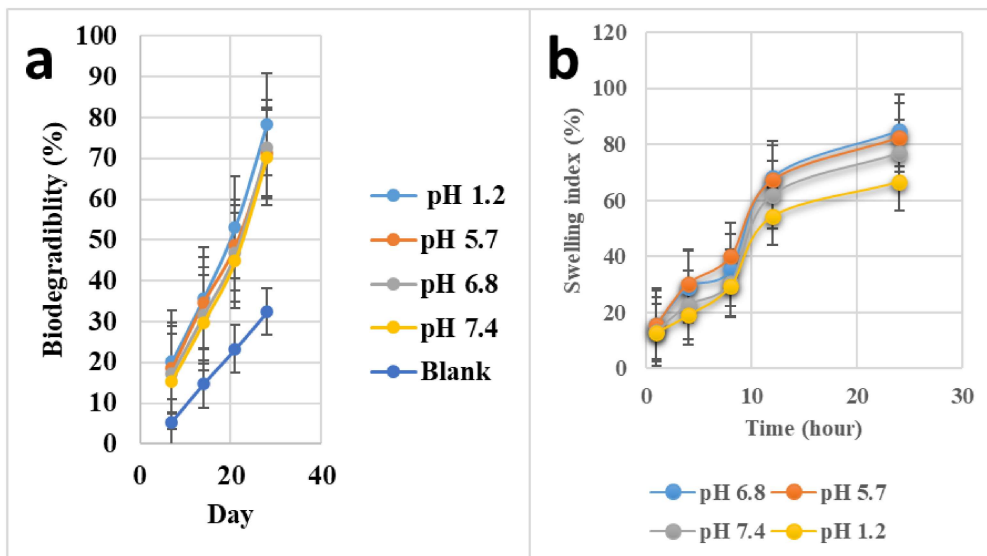 a
100
90
80
70
60
50
40
30
20
10
0
Biodegradiblity (%)
0 20 40
Day
pH 1.2
pH 5.7
pH 6.8
pH 7.4
Blank
b
120
100
80
60
40
20
0
Swelling index (%)
0 10 20 30
Time (hour)
pH 6.8 pH 5.7
pH 7.4 pH 1.2